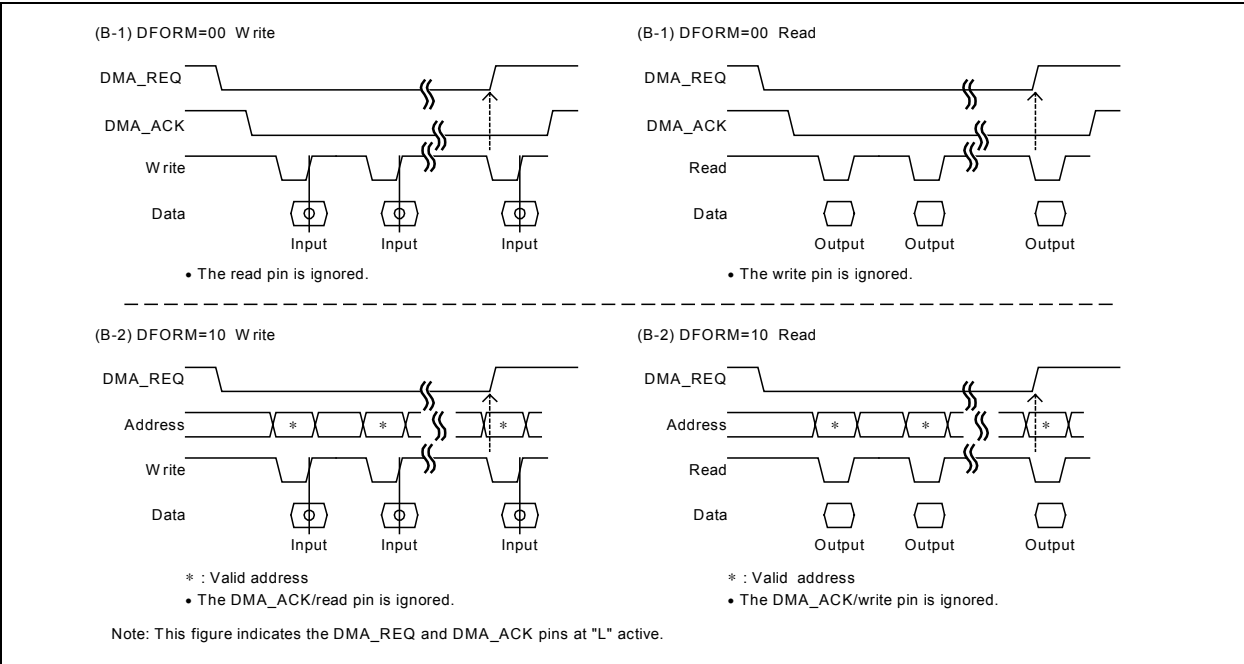 (B-1) DFORM=00 Write
DMA_REQ
DMA_ACK
Write
Data
Input Input Input
• The read pin is ignored.
(B-1) DFORM=00 Read
DMA_REQ
DMA_ACK
Read
Data
Output Output Output
• The write pin is ignored.
(B-2) DFORM=10 Write
DMA_REQ
Address * * *
Write
Data
Input Input Input
* : Valid address
• The DMA_ACK/read pin is ignored.
(B-2) DFORM=10 Read
DMA_REQ
Address * * *
Read
Data
Output Output Output
* : Valid address
• The DMA_ACK/write pin is ignored.
Note: This figure indicates the DMA_REQ and DMA_ACK pins at "L" active.